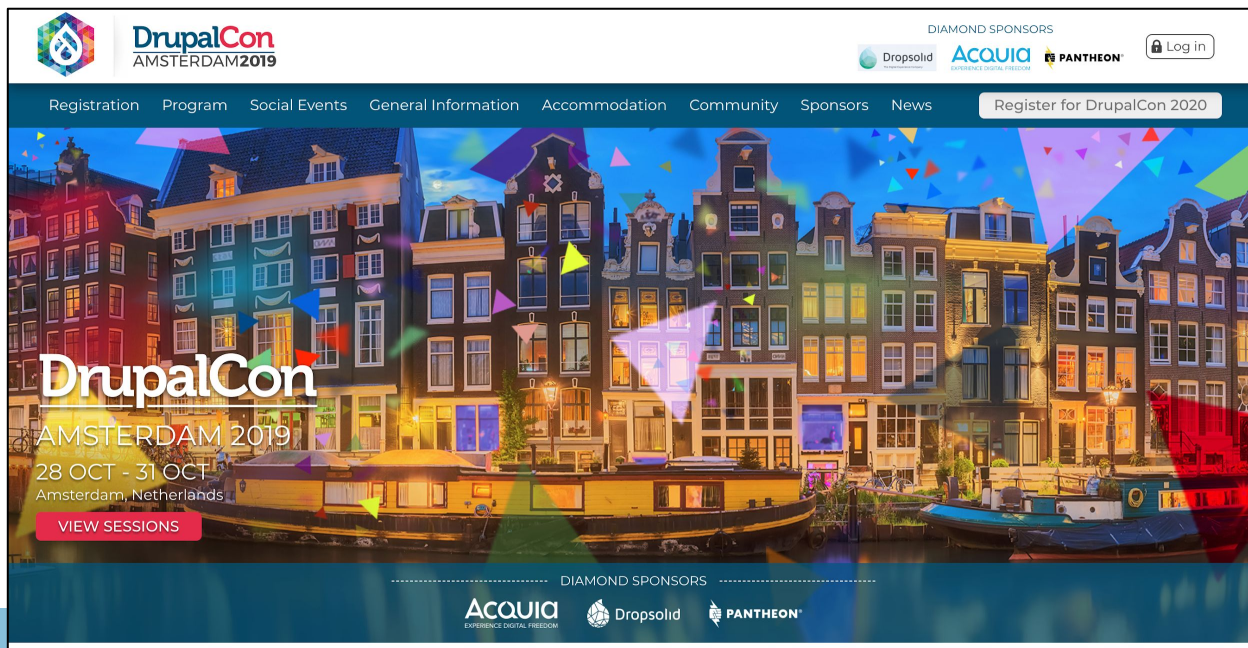 DrupalCon
AMSTERDAM2019
DIAMOND SPONSORS
Dropsolid
ACQUIA
EXPERIENCE DIGITAL FREEDOM
PANTHEON®
Log in
Registration Program Social Events General Information Accommodation Community Sponsors News Register for DrupalCon 2020
DrupalCon
AMSTERDAM 2019
28 OCT - 31 OCT
Amsterdam, Netherlands
VIEW SESSIONS
DIAMOND SPONSORS
ACQUIA
EXPERIENCE DIGITAL FREEDOM
Dropsolid
PANTHEON®